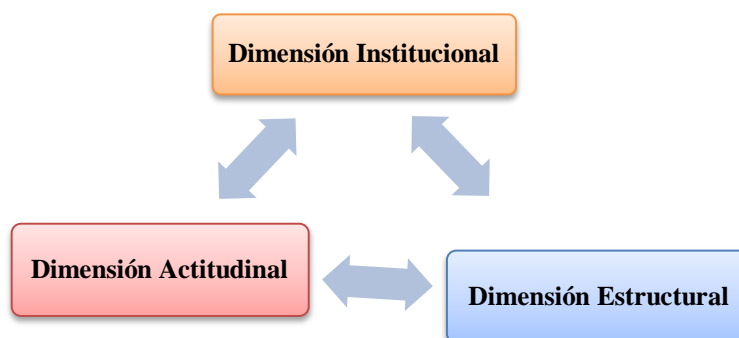 Dimensión Institucional
Dimensión Actitudinal
Dimensión Estructural